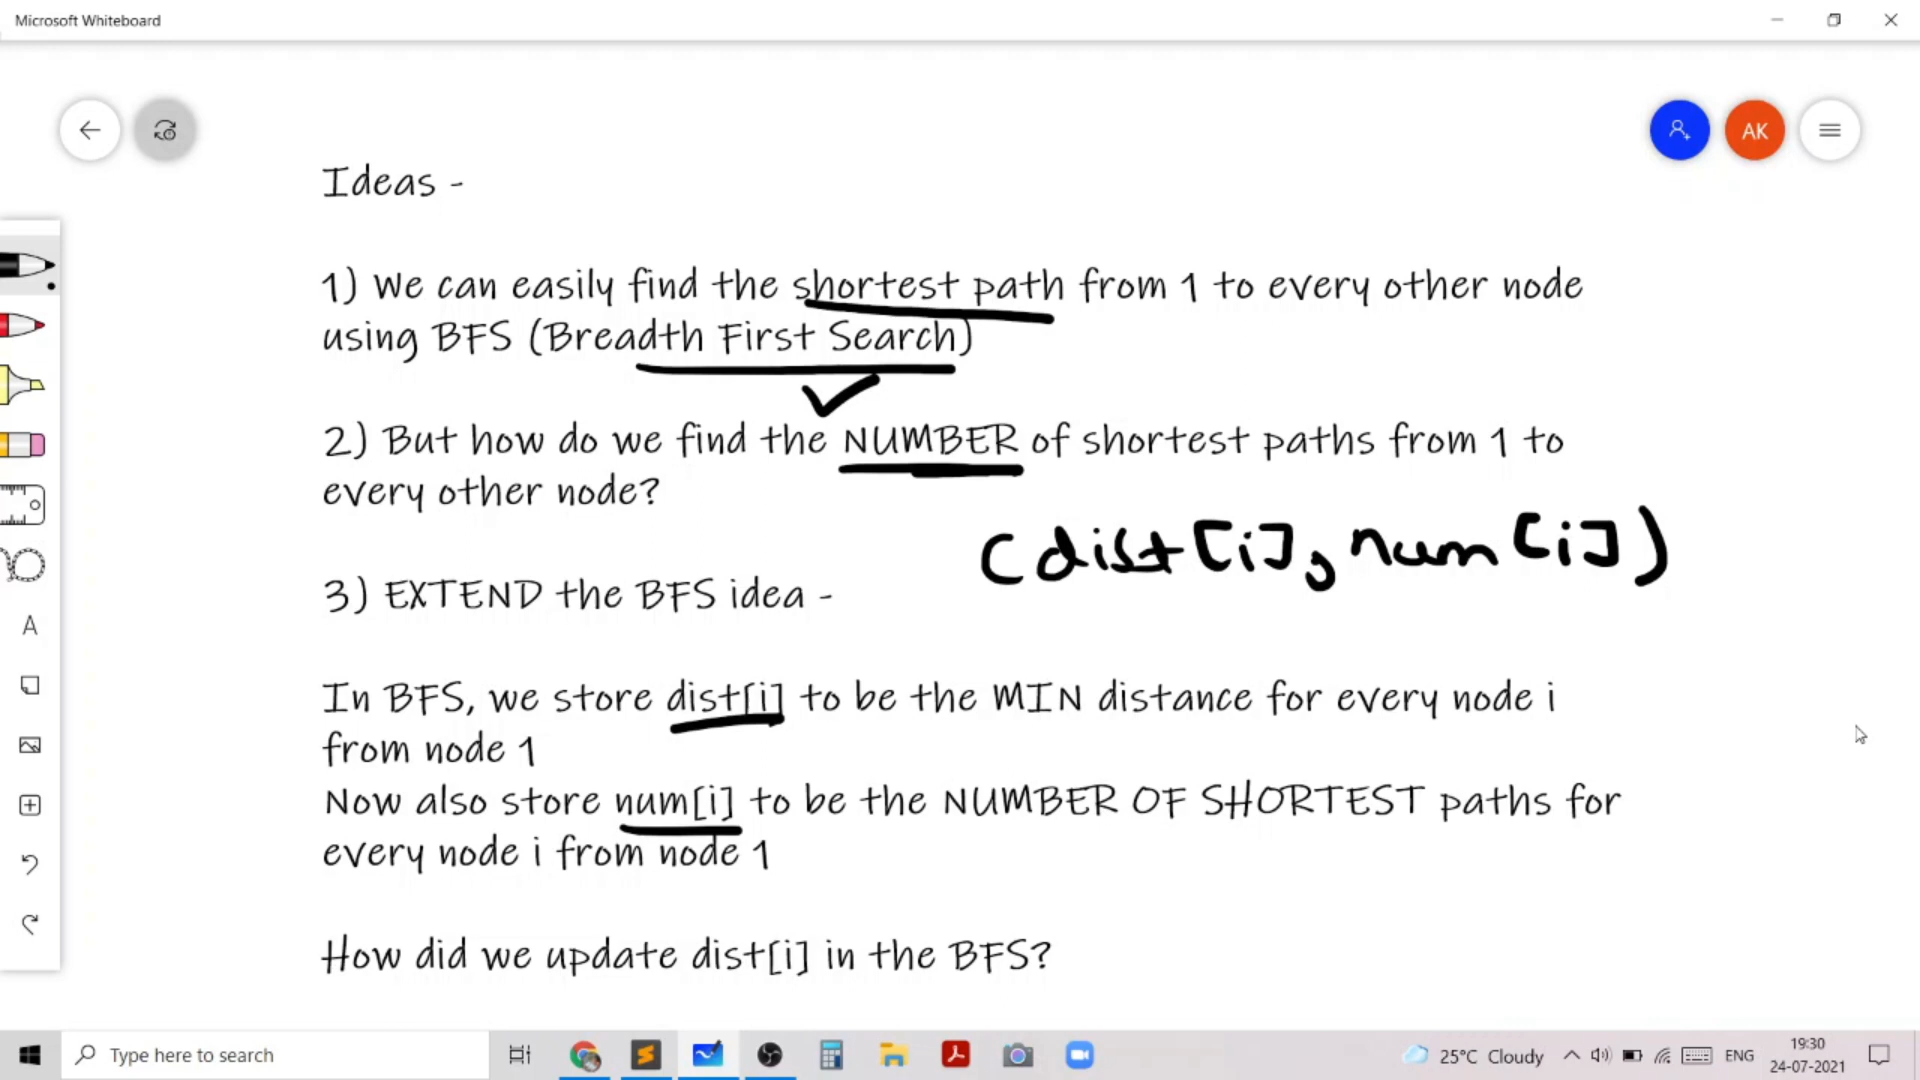 Microsoft Whiteboard
AK
Ideas -
1) We can easily find the shortest path from 1 to every other node
using BFS (Breadth First Search)
2) But how do we find the NUMBER of shortest paths from 1 to
every other node?
(dist[i], num[i])
3) EXTEND the BFS idea -
In BFS, we store dist[i] to be the MIN distance for every node i
from node 1
Now also store num[i] to be the NUMBER OF SHORTEST paths for
every node i from node 1
How did we update dist[i] in the BFS?
A
Type here to search
25°C Cloudy
ENG
19:30
24-07-2021